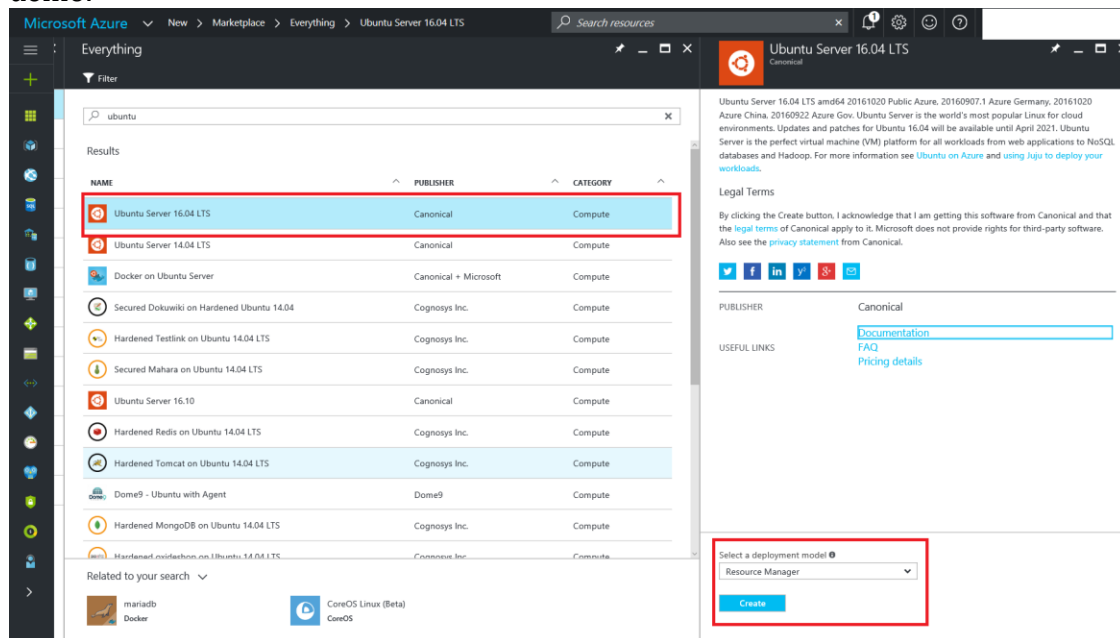 Microsoft Azure New > Marketplace > Everything > Ubuntu Server 16.04 LTS
Search resources
1
Everything
Filter
ubuntu
Results
NAME PUBLISHER CATEGORY
Ubuntu Server 16.04 LTS Canonical Compute
Ubuntu Server 14.04 LTS Canonical Compute
Docker on Ubuntu Server Canonical + Microsoft Compute
Secured Dokuwiki on Hardened Ubuntu 14.04 Cognosys Inc. Compute
Hardened Testlink on Ubuntu 14.04 LTS Cognosys Inc. Compute
Secured Mahara on Ubuntu 14.04 LTS Cognosys Inc. Compute
Ubuntu Server 16.10 Canonical Compute
Hardened Redis on Ubuntu 14.04 LTS Cognosys Inc. Compute
Hardened Tomcat on Ubuntu 14.04 LTS Cognosys Inc. Compute
Dome9 - Ubuntu with Agent Dome9 Compute
Hardened MongoDB on Ubuntu 14.04 LTS Cognosys Inc. Compute
Hardened oxideshop on Ubuntu 14.04 LTS Cognosys Inc. Compute
Related to your search
mariadb
Docker
CoreOS Linux (Beta)
CoreOS
Ubuntu Server 16.04 LTS
Canonical
Ubuntu Server 16.04 LTS amd64 20161020 Public Azure, 20160907.1 Azure Germany, 20161020
Azure China, 20160922 Azure Gov. Ubuntu Server is the world's most popular Linux for cloud
environments. Updates and patches for Ubuntu 16.04 will be available until April 2021. Ubuntu
Server is the perfect virtual machine (VM) platform for all workloads from web applications to NoSQL
databases and Hadoop. For more information see Ubuntu on Azure and using Juju to deploy your
workloads.
Legal Terms
By clicking the Create button, I acknowledge that I am getting this software from Canonical and that
the legal terms of Canonical apply to it. Microsoft does not provide rights for third-party software.
Also see the privacy statement from Canonical.
PUBLISHER Canonical
USEFUL LINKS
Documentation
FAQ
Pricing details
Select a deployment model
Resource Manager
Create